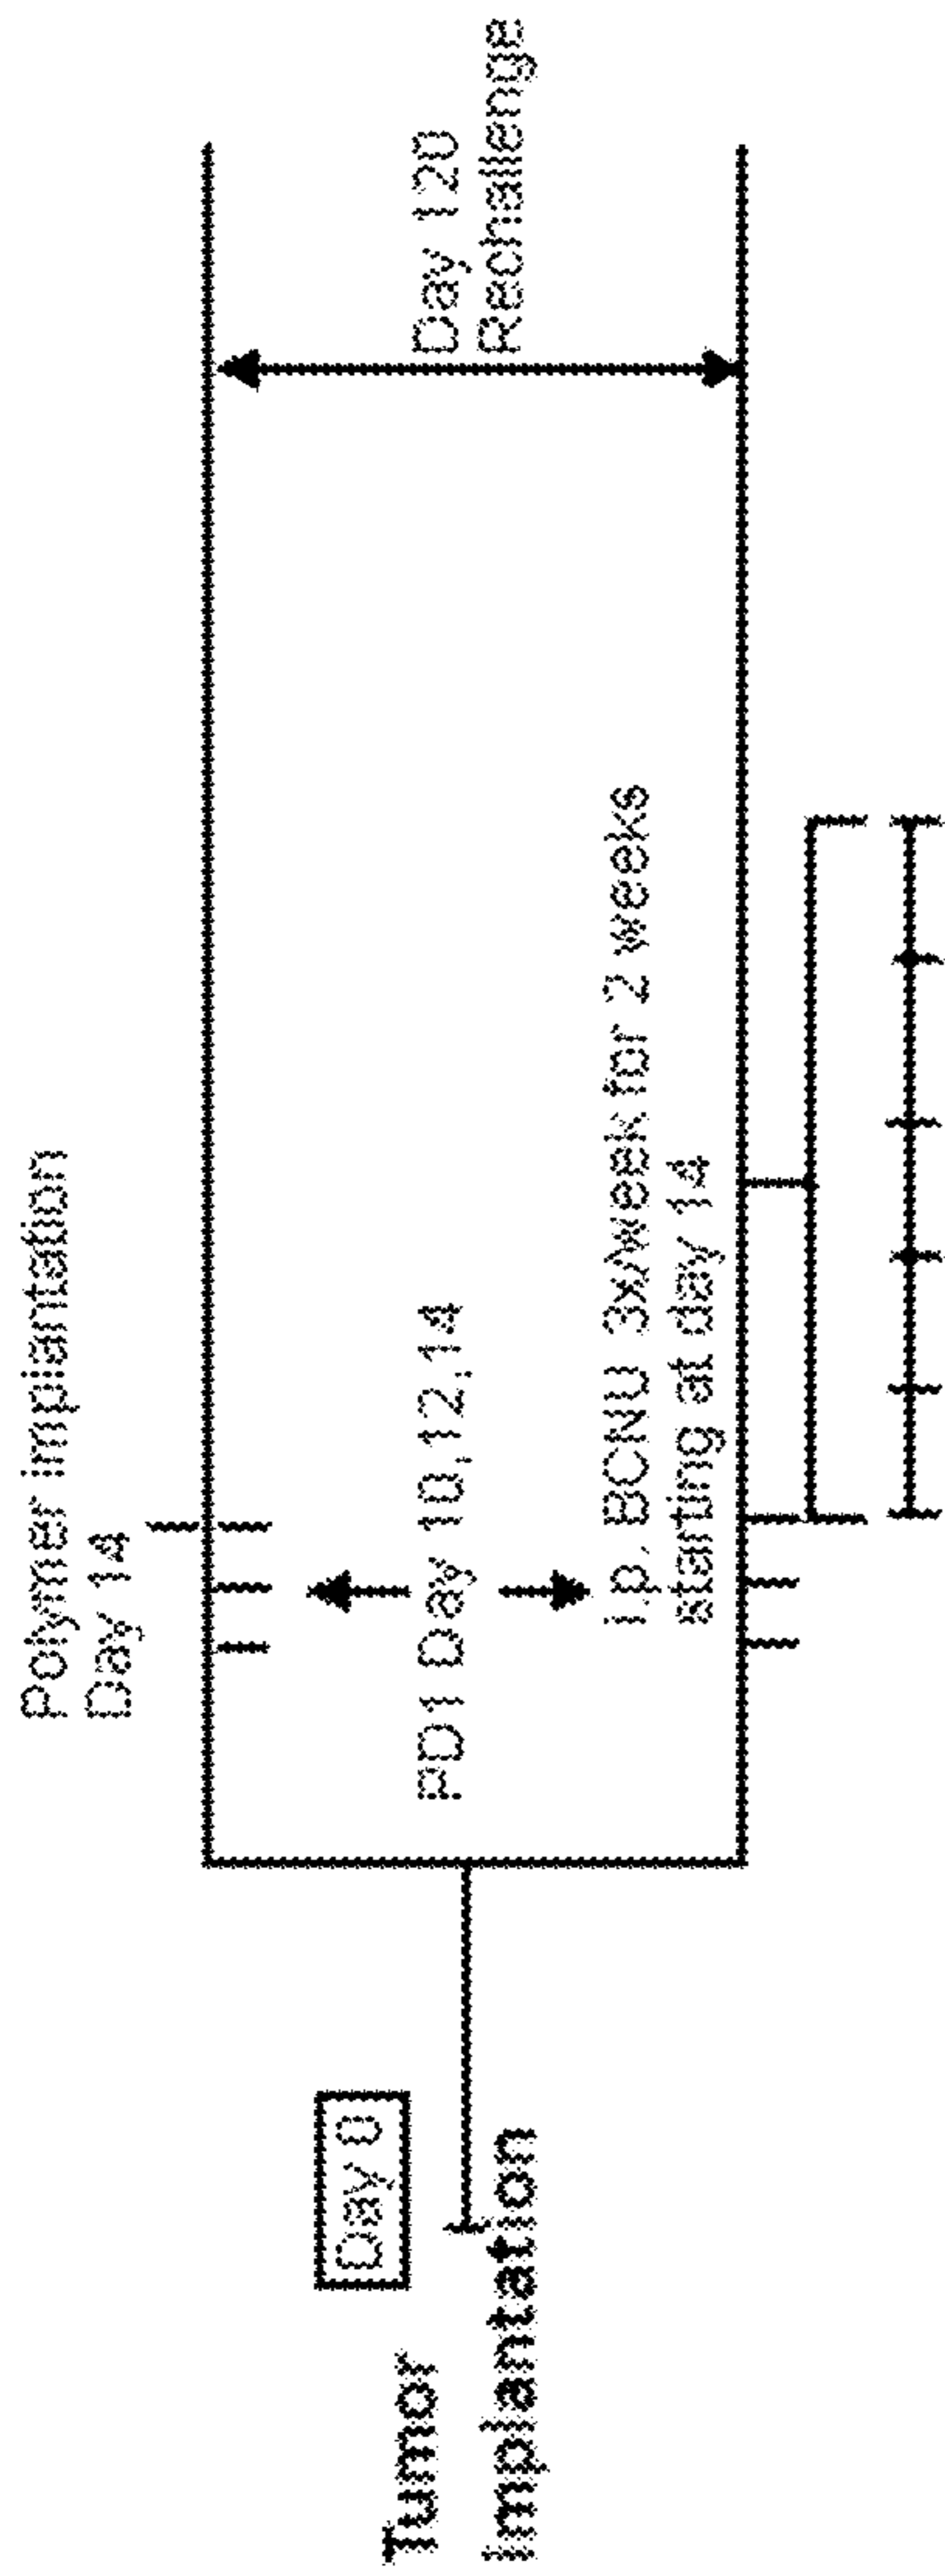 Tumor
Implantation
Day 0
Polymer implantation
Day 14
PD1 Day 10,12,14
i.p. BCNU 3x/week for 2 weeks
starting at day 14
Day 120
Rechallenge